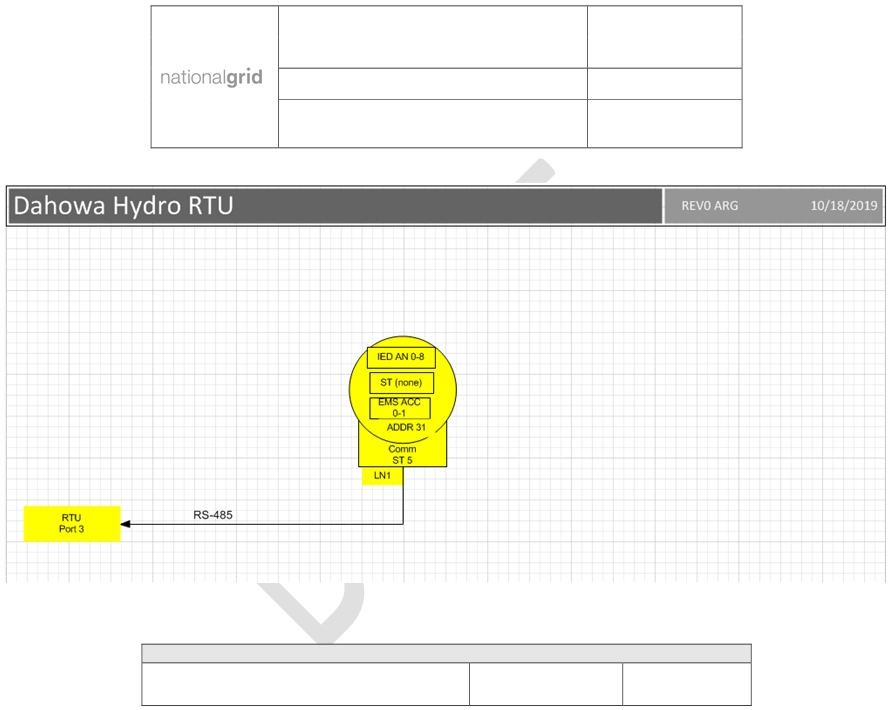 nationalgrid
Dahowa Hydro RTU
REV0 ARG
10/18/2019
IED AN 0-8
ST (none)
EMS ACC
0-1
ADDR 31
Comm
ST 5
LN1
RS-485
RTU
Port 3